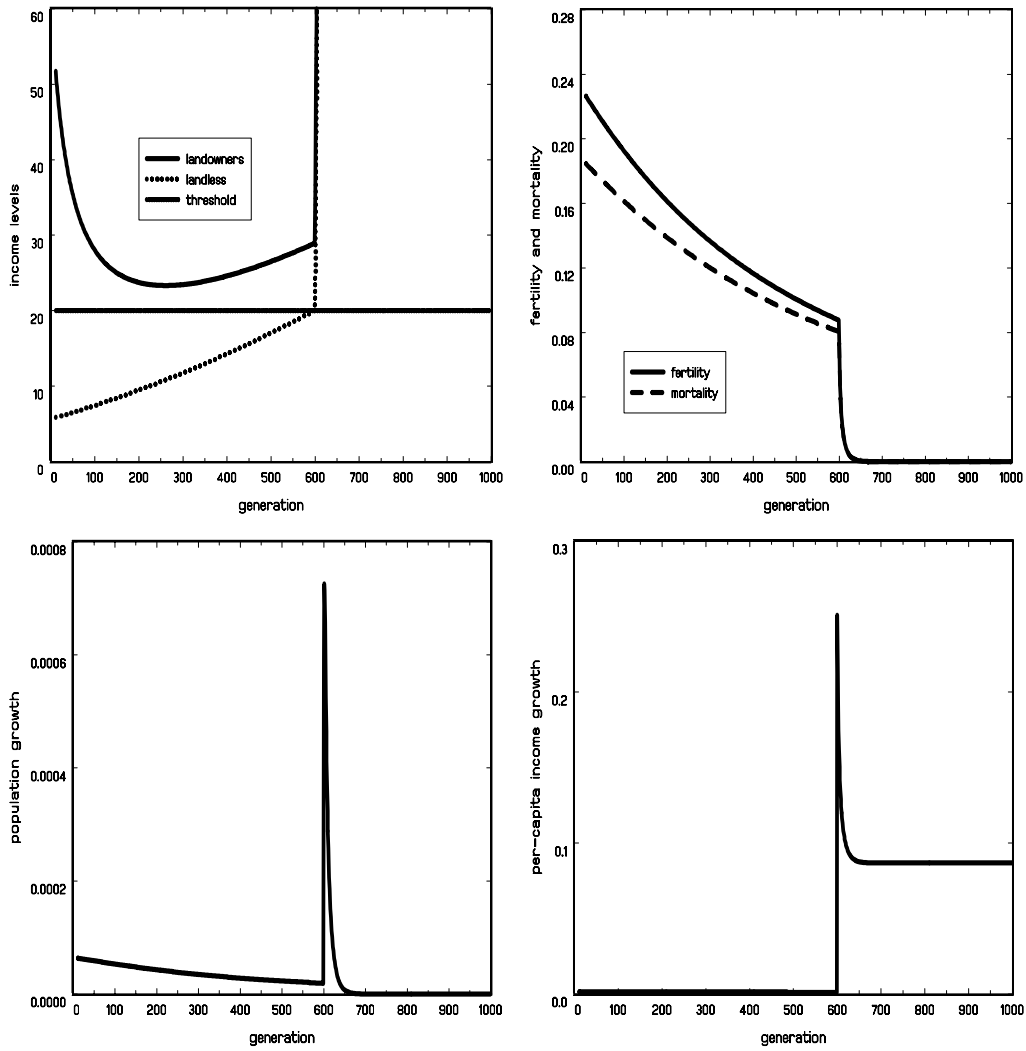 60
50
40
30
20
10
0
income levels
landowners
landless
threshold
0 100 200 300 400 500 600 700 800 900 1000
generation
0.28
0.24
0.20
0.16
0.12
0.08
0.04
0.00
fertility and mortality
fertility
mortality
0 100 200 300 400 500 600 700 800 900 1000
generation
0.0008
0.0006
0.0004
0.0002
0.0000
population growth
0 100 200 300 400 500 600 700 800 900 1000
generation
0.3
0.2
0.1
0.0
per-capita income growth
0 100 200 300 400 500 600 700 800 900 1000
generation